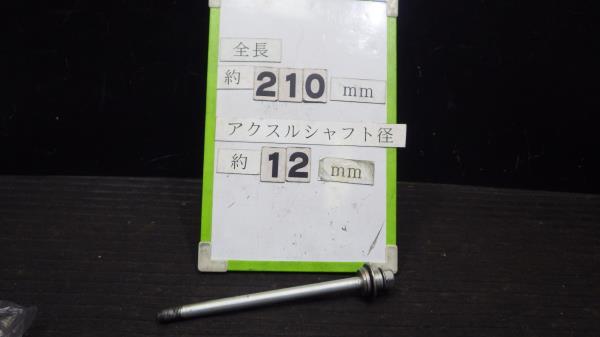 全長
約 210 mm
アクスルシャフト径
約 12 mm